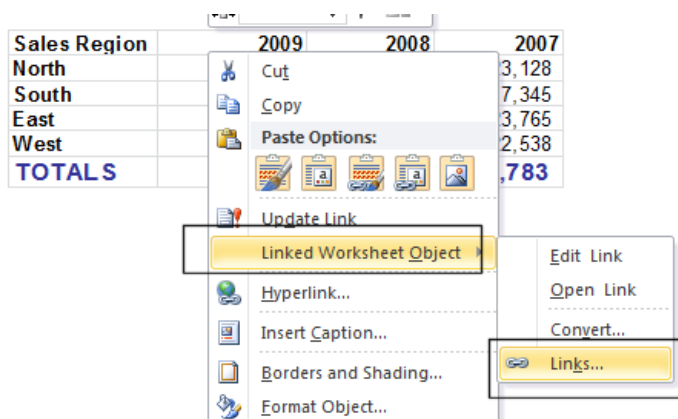 Sales Region 2009 2008 2007
North 3,128
South 7,345
East 3,765
West 2,538
TOTALS ,783
Cut
Copy
Paste Options:
Update Link
Linked Worksheet Object
Hyperlink...
Insert Caption...
Borders and Shading...
Format Object...
Edit Link
Open Link
Convert...
Links...